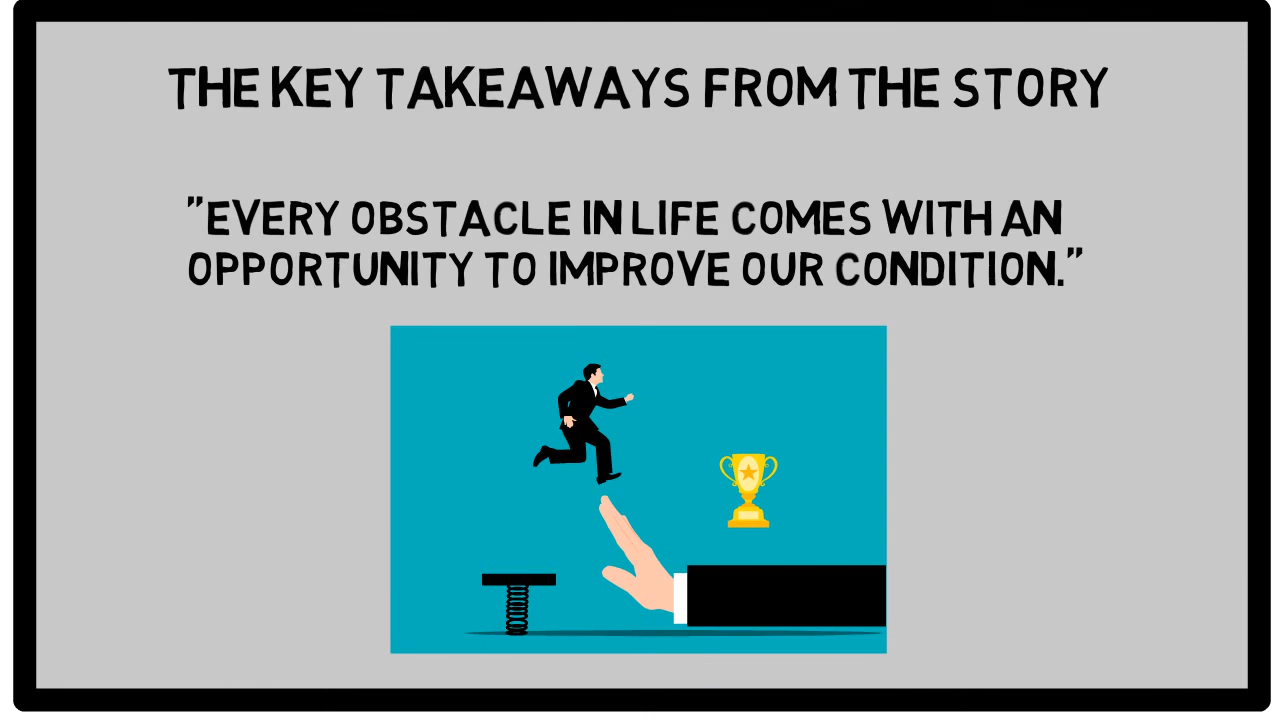 THE KEY TAKEAWAYS FROM THE STORY
"EVERY OBSTACLE IN LIFE COMES WITH AN
OPPORTUNITY TO IMPROVE OUR CONDITION."